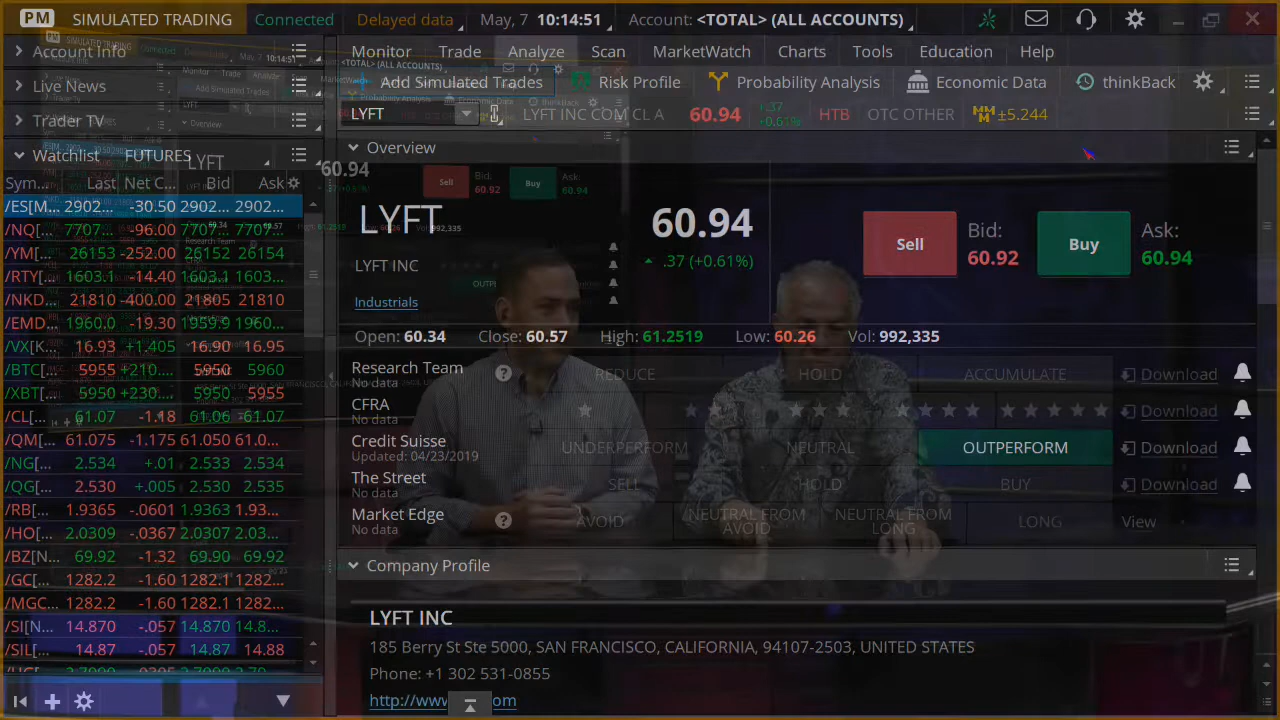 PM SIMULATED TRADING Connected Delayed data May, 7 10:14:51 Account: <TOTAL> (ALL ACCOUNTS)
Account Info
Live News
Trader TV
Watchlist FUTURES
Sym... Last Net C... Bid Ask
/ES[M... 2902... -30.50 2902... 2902...
/NQ[... 7707... -96.00 7707... 7707...
/YM[... 26153 -252.00 26152 26154
/RTY[... 1603.1 -14.40 1603.1 1603...
/NKD... 21810 -400.00 21805 21810
/EMD... 1960.0 -19.30 1959.9 1960...
/VX[K... 16.93 +1.405 16.90 16.95
/BTC[... 5955 +210... 5950 5960
/XBT[... 5950 +230... 5950 5955
/CL[... 61.07 -1.18 61.06 61.07
/QM[... 61.075 -1.175 61.050 61.0...
/NG[... 2.534 +.01 2.533 2.534
/QG[... 2.530 +.005 2.530 2.535
/RB[... 1.9365 -.0601 1.9363 1.93...
/HO[... 2.0309 -.0367 2.0307 2.03...
/BZ[N... 69.92 -1.32 69.90 69.92
/GC[... 1282.2 -1.60 1282.1 1282...
/MGC... 1282.2 -1.60 1282.1 1282...
/SI[N... 14.870 -.057 14.870 14.8...
/SIL[... 14.87 -.057 14.87 14.88
Monitor Trade Analyze Scan MarketWatch Charts Tools Education Help
Add Simulated Trades Risk Profile Probability Analysis Economic Data thinkBack
LYFT LYFT INC COM CL A 60.94 +.37 +0.61% HTB OTC OTHER MMM ±5.244
Overview
LYFT 60.94 Sell Bid: 60.92 Buy Ask: 60.94
LYFT INC .37 (+0.61%)
Industrials
Open: 60.34 Close: 60.57 High: 61.2519 Low: 60.26 Vol: 992,335
Research Team No data REDUCE HOLD ACCUMULATE Download
CFRA No data Download
Credit Suisse Updated: 04/23/2019 UNDERPERFORM NEUTRAL OUTPERFORM Download
The Street No data SELL HOLD BUY Download
Market Edge No data AVOID NEUTRAL FROM AVOID NEUTRAL FROM LONG LONG View
Company Profile
LYFT INC
185 Berry St Ste 5000, SAN FRANCISCO, CALIFORNIA, 94107-2503, UNITED STATES
Phone: +1 302 531-0855